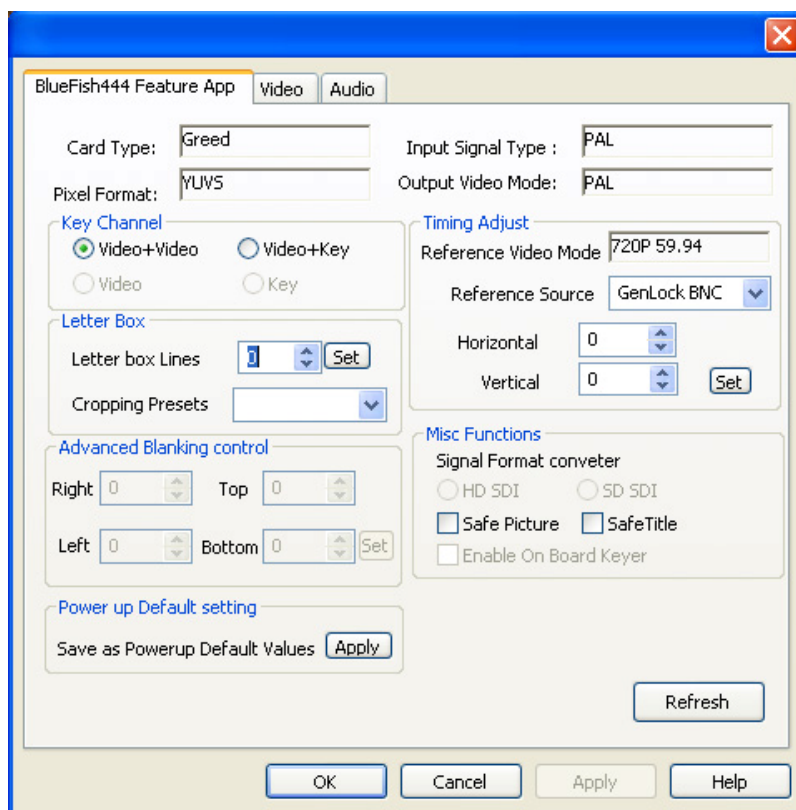 BlueFish444 Feature App
Video
Audio
Card Type:
Greed
Input Signal Type :
PAL
Pixel Format:
YUVS
Output Video Mode:
PAL
Key Channel
Video+Video
Video+Key
Video
Key
Timing Adjust
Reference Video Mode
720P 59.94
Reference Source
GenLock BNC
Horizontal
0
Vertical
0
Set
Letter Box
Letter box Lines
0
Set
Cropping Presets
Advanced Blanking control
Right
0
Top
0
Left
0
Bottom
0
Set
Misc Functions
Signal Format conveter
HD SDI
SD SDI
Safe Picture
SafeTitle
Enable On Board Keyer
Power up Default setting
Save as Powerup Default Values
Apply
Refresh
OK
Cancel
Apply
Help